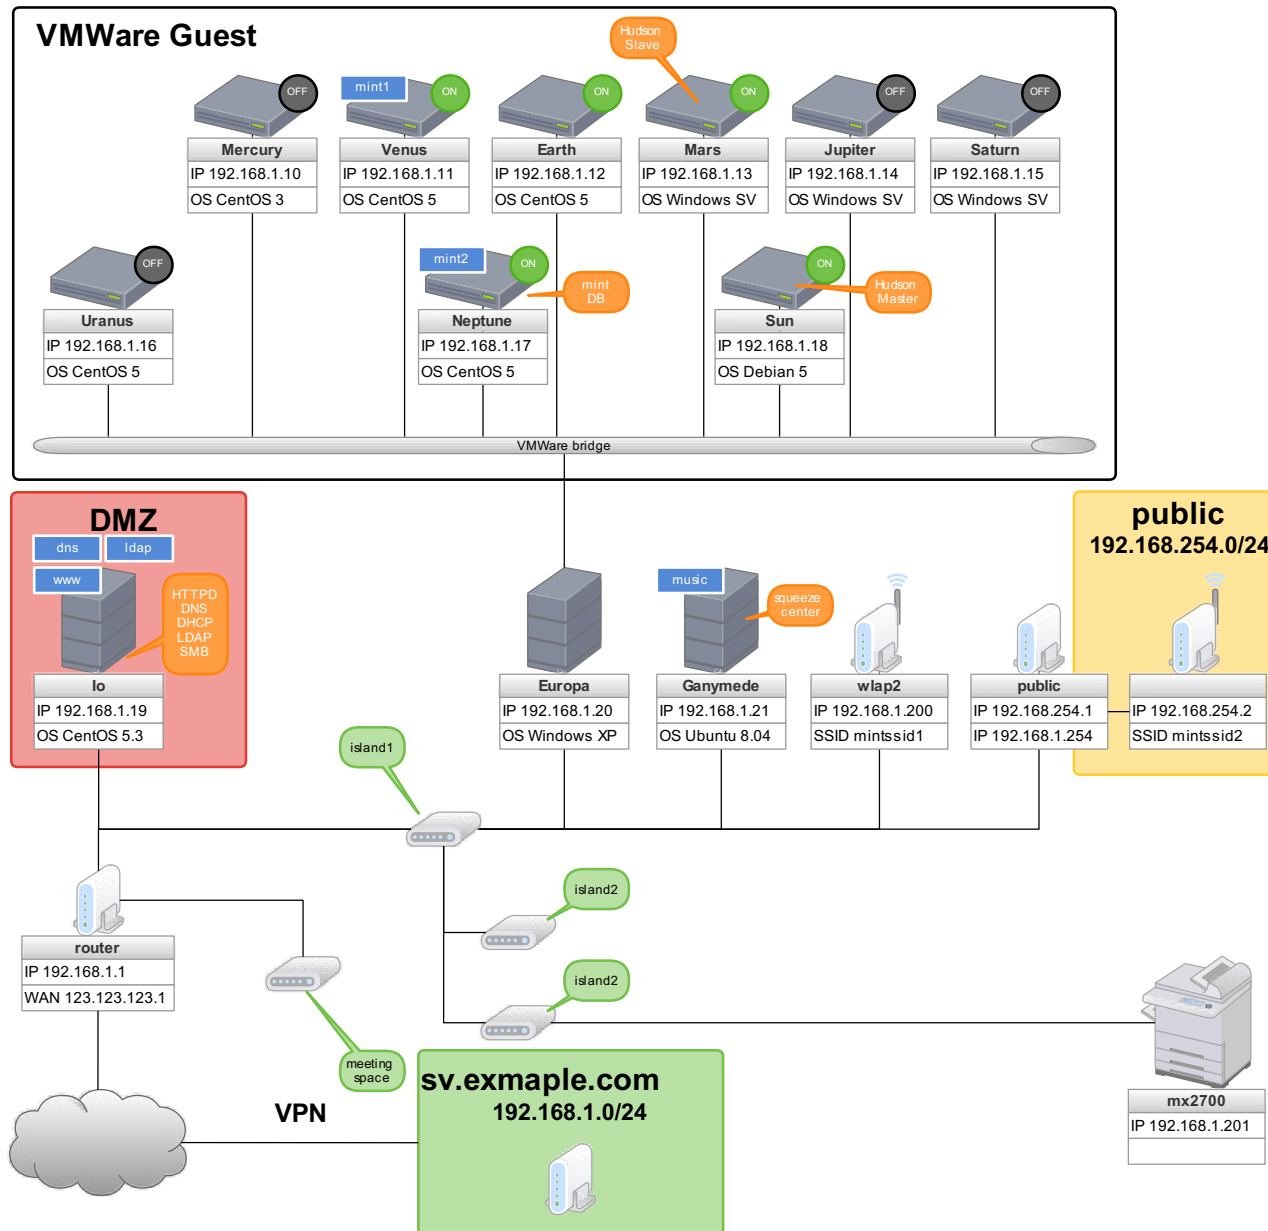 VMWare Guest
Hudson
Slave
OFF
mint1
ON
ON
ON
OFF
OFF
Mercury
IP 192.168.1.10
OS CentOS 3
Venus
IP 192.168.1.11
OS CentOS 5
Earth
IP 192.168.1.12
OS CentOS 5
Mars
IP 192.168.1.13
OS Windows SV
Jupiter
IP 192.168.1.14
OS Windows SV
Saturn
IP 192.168.1.15
OS Windows SV
OFF
Uranus
IP 192.168.1.16
OS CentOS 5
mint2
ON
mint
DB
Neptune
IP 192.168.1.17
OS CentOS 5
ON
Hudson
Master
Sun
IP 192.168.1.18
OS Debian 5
VMWare bridge
DMZ
dns
ldap
www
HTTPD
DNS
DHCP
LDAP
SMB
Io
IP 192.168.1.19
OS CentOS 5.3
Europa
IP 192.168.1.20
OS Windows XP
music
squeeze
center
Ganymede
IP 192.168.1.21
OS Ubuntu 8.04
wlap2
IP 192.168.1.200
SSID mintssid1
public
IP 192.168.254.1
IP 192.168.1.254
public
192.168.254.0/24
IP 192.168.254.2
SSID mintssid2
island1
island2
island2
router
IP 192.168.1.1
WAN 123.123.123.1
meeting
space
VPN
sv.exmaple.com
192.168.1.0/24
mx2700
IP 192.168.1.201